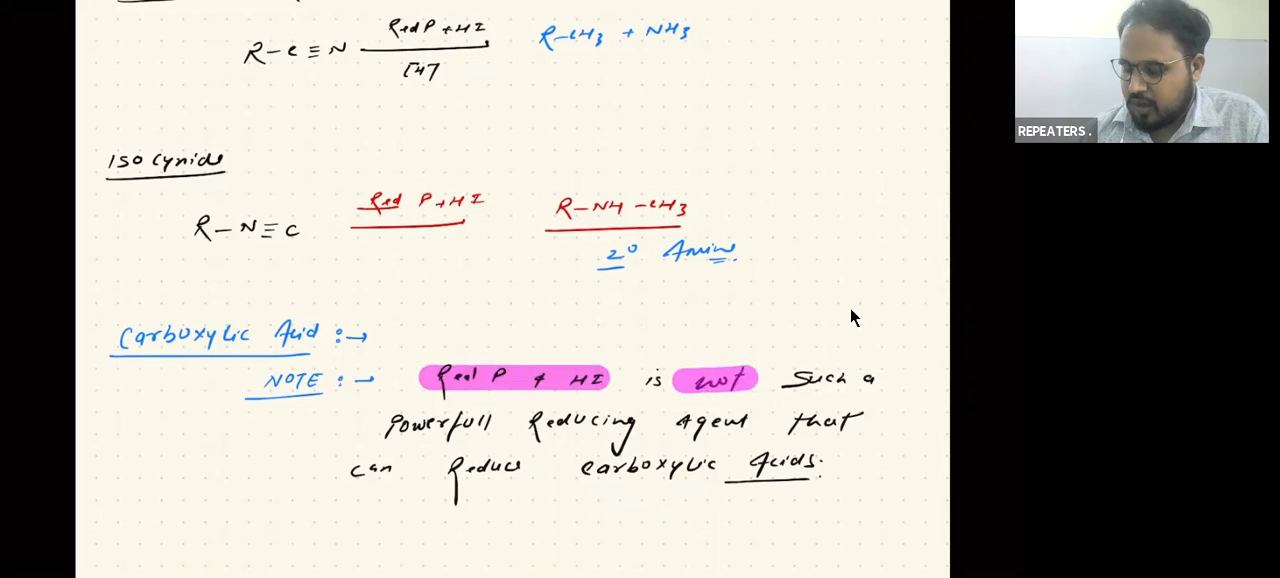 Red P + HI
R-C≡N R-CH3 + NH3
[4]
Iso Cynide
Red P + HI R-NH-CH3
R-N≡C
2° Amine.
Carboxylic Acid :→
NOTE :→ Red P & HI is not such a
powerfull Reducing Agent that
can Reduce carboxylic Acids.
REPEATERS .